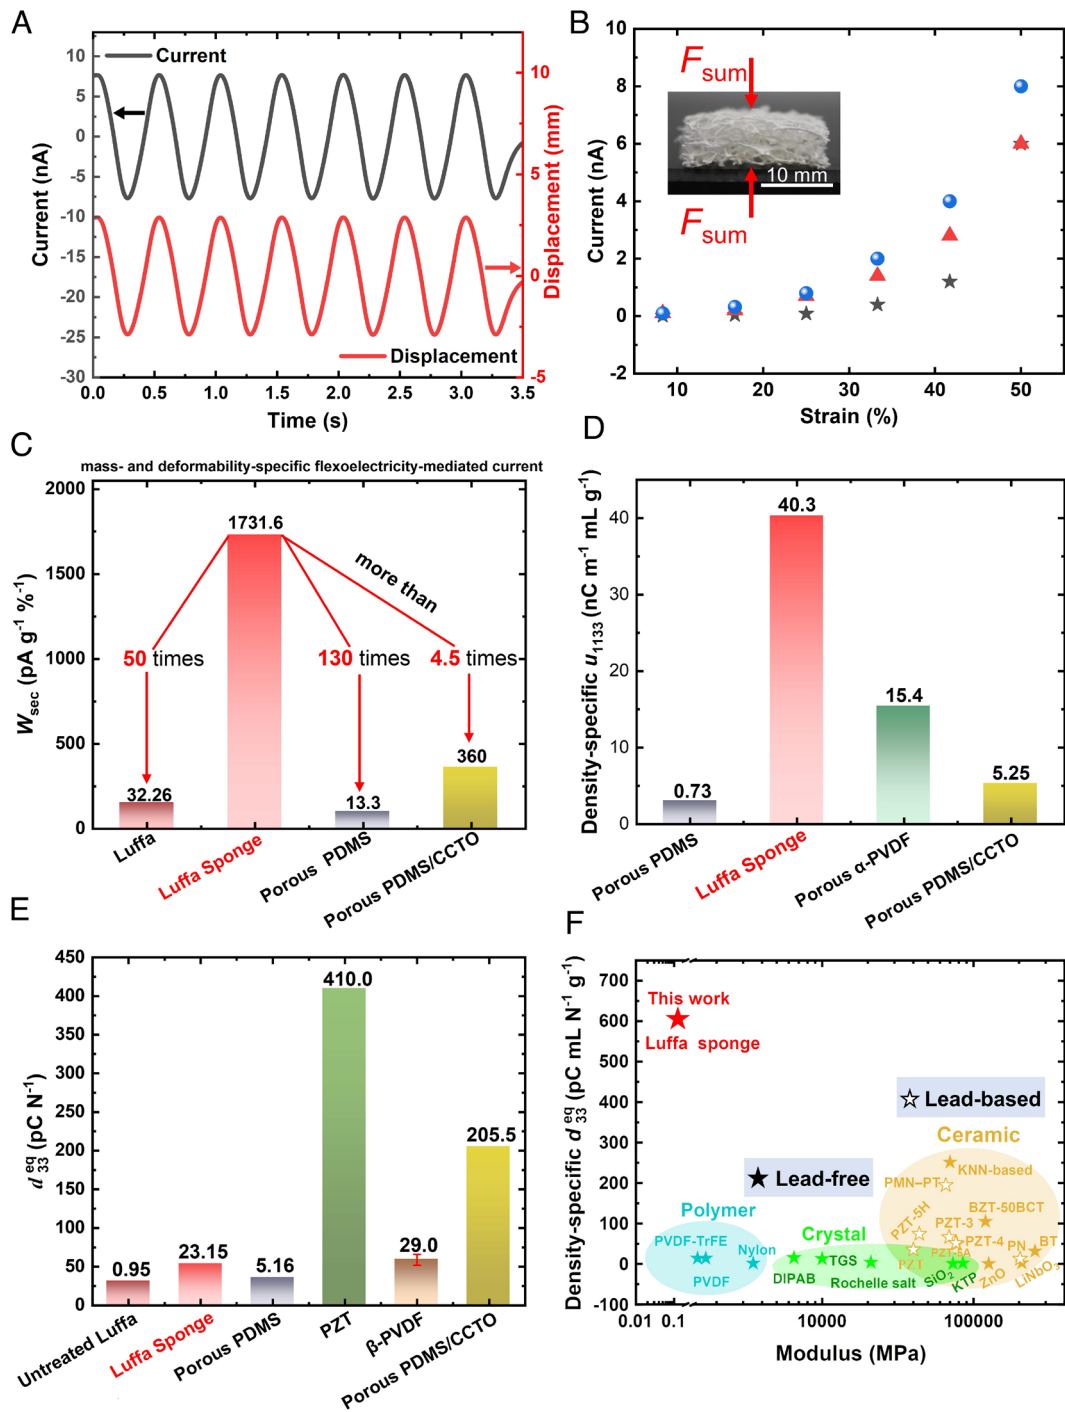 A
10
5
0
-5
-10
-15
-20
-25
-30
Current (nA)
Current
Displacement
10
5
0
-5
Displacement (mm)
0.0 0.5 1.0 1.5 2.0 2.5 3.0 3.5
Time (s)
B
10
8
6
4
2
0
-2
Current (nA)
Fsum
10 mm
Fsum
10 20 30 40 50
Strain (%)
C
mass- and deformability-specific flexoelectricity-mediated current
2000
1500
1000
500
0
Wsec (pA g-1 %-1)
1731.6
more than
50 times
130 times
4.5 times
32.26
13.3
360
Luffa
Luffa Sponge
Porous PDMS
Porous PDMS/CCTO
D
40
30
20
10
0
Density-specific u1133 (nC m-1 mL g-1)
0.73
40.3
15.4
5.25
Porous PDMS
Luffa Sponge
Porous α-PVDF
Porous PDMS/CCTO
E
450
400
350
300
250
200
150
100
50
0
d33eq (pC N-1)
0.95
23.15
5.16
410.0
29.0
205.5
Untreated Luffa
Luffa Sponge
Porous PDMS
PZT
β-PVDF
Porous PDMS/CCTO
F
700
600
500
400
300
200
100
0
-100
Density-specific d33eq (pC mL N-1 g-1)
This work
Luffa sponge
Lead-based
Lead-free
Ceramic
KNN-based
PMN–PT
BZT-50BCT
PZT-5H
PZT-3
PZT-4
PZT-5A
PZT
PN
BT
ZnO
LiNbO3
Polymer
PVDF-TrFE
Nylon
PVDF
Crystal
TGS
DIPAB
Rochelle salt
SiO2
KTP
0.01 0.1 10000 100000
Modulus (MPa)